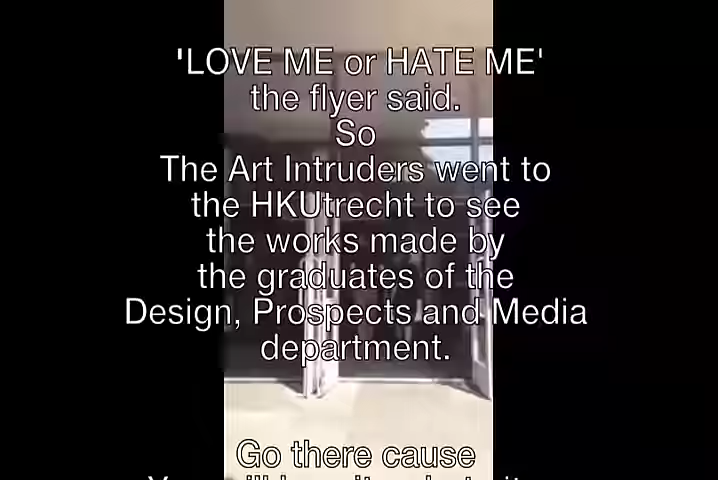 'LOVE ME or HATE ME'
the flyer said.
So
The Art Intruders went to
the HKUtrecht to see
the works made by
the graduates of the
Design, Prospects and Media
department.
Go there cause